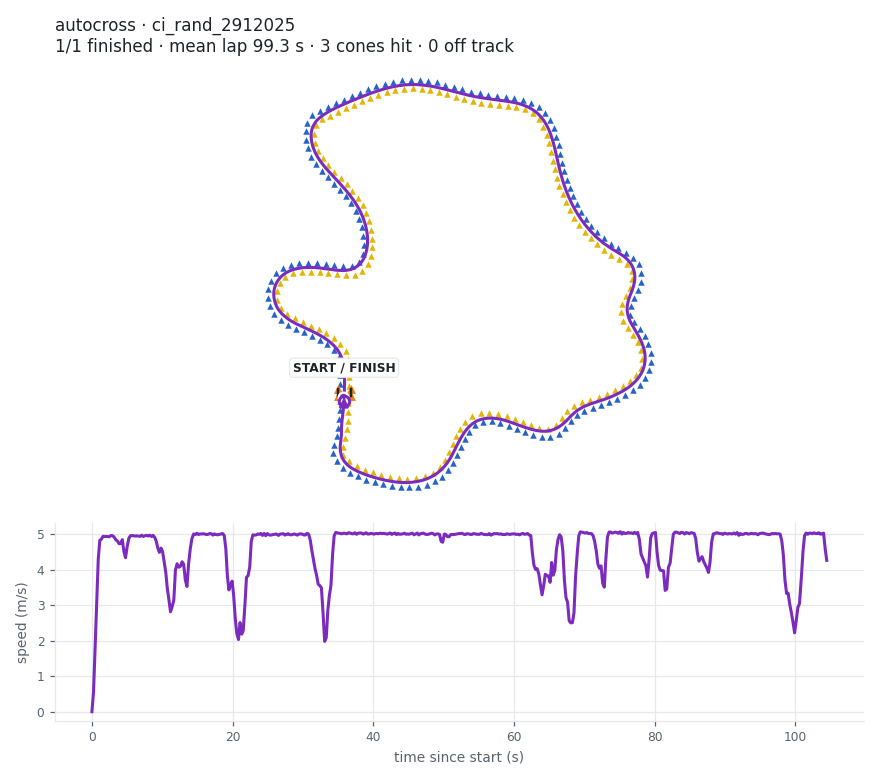 autocross · ci_rand_2912025
1/1 finished · mean lap 99.3 s · 3 cones hit · 0 off track
START / FINISH
5
4
3
2
1
0
speed (m/s)
0 20 40 60 80 100
time since start (s)